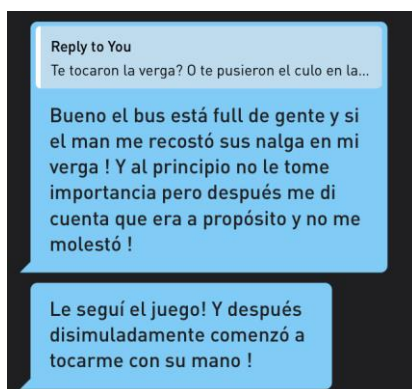 Reply to You
Te tocaron la verga? O te pusieron el culo en la...
Bueno el bus está full de gente y si
el man me recostó sus nalga en mi
verga ! Y al principio no le tome
importancia pero después me di
cuenta que era a propósito y no me
molestó !
Le seguí el juego! Y después
disimuladamente comenzó a
tocarme con su mano !